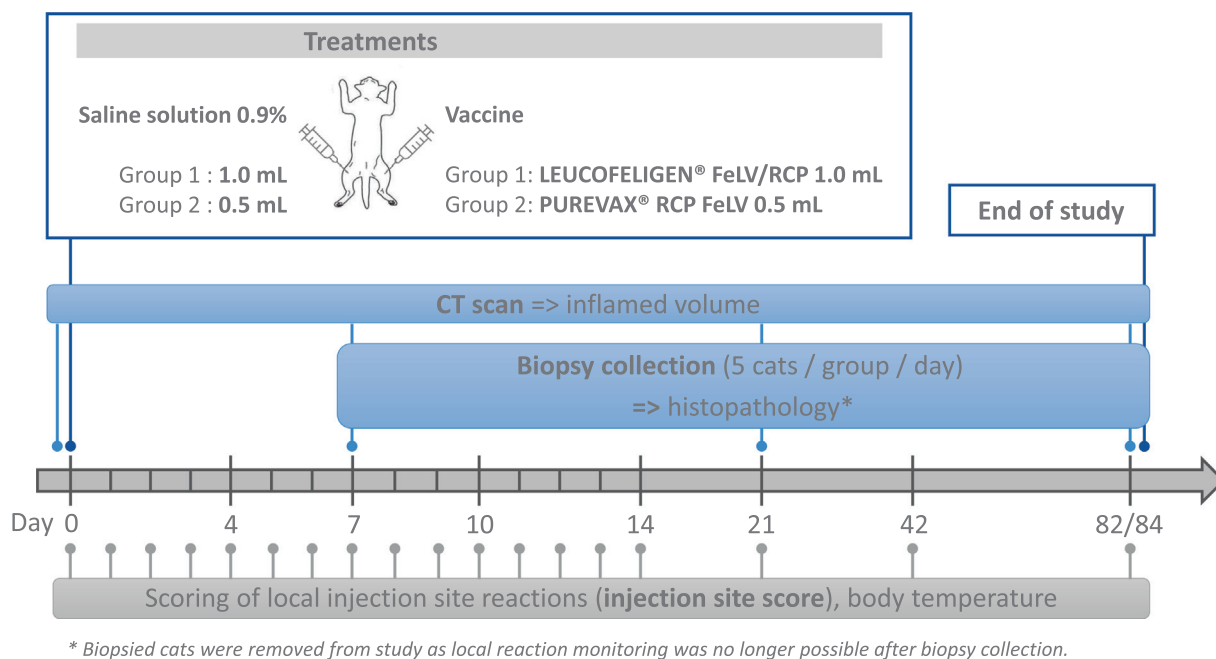 Treatments
Saline solution 0.9%
Vaccine
Group 1 : 1.0 mL
Group 1: LEUCOFELIGEN® FeLV/RCP 1.0 mL
Group 2 : 0.5 mL
Group 2: PUREVAX® RCP FeLV 0.5 mL
End of study
CT scan => inflamed volume
Biopsy collection (5 cats / group / day)
=> histopathology*
Day 0 4 7 10 14 21 42 82/84
Scoring of local injection site reactions (injection site score), body temperature
* Biopsied cats were removed from study as local reaction monitoring was no longer possible after biopsy collection.